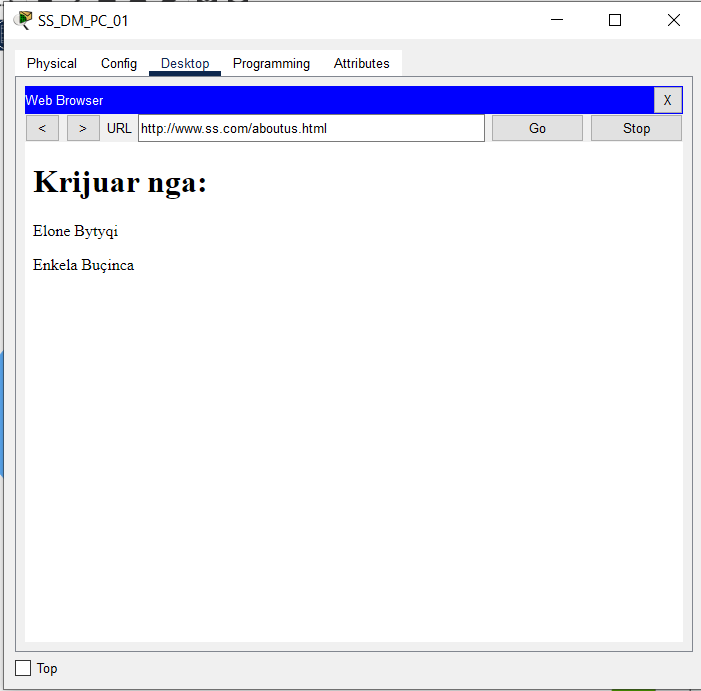 SS_DM_PC_01
Physical Config Desktop Programming Attributes
Web Browser X
< > URL http://www.ss.com/aboutus.html Go Stop
Krijuar nga:
Elone Bytyqi
Enkela Buçinca
Top